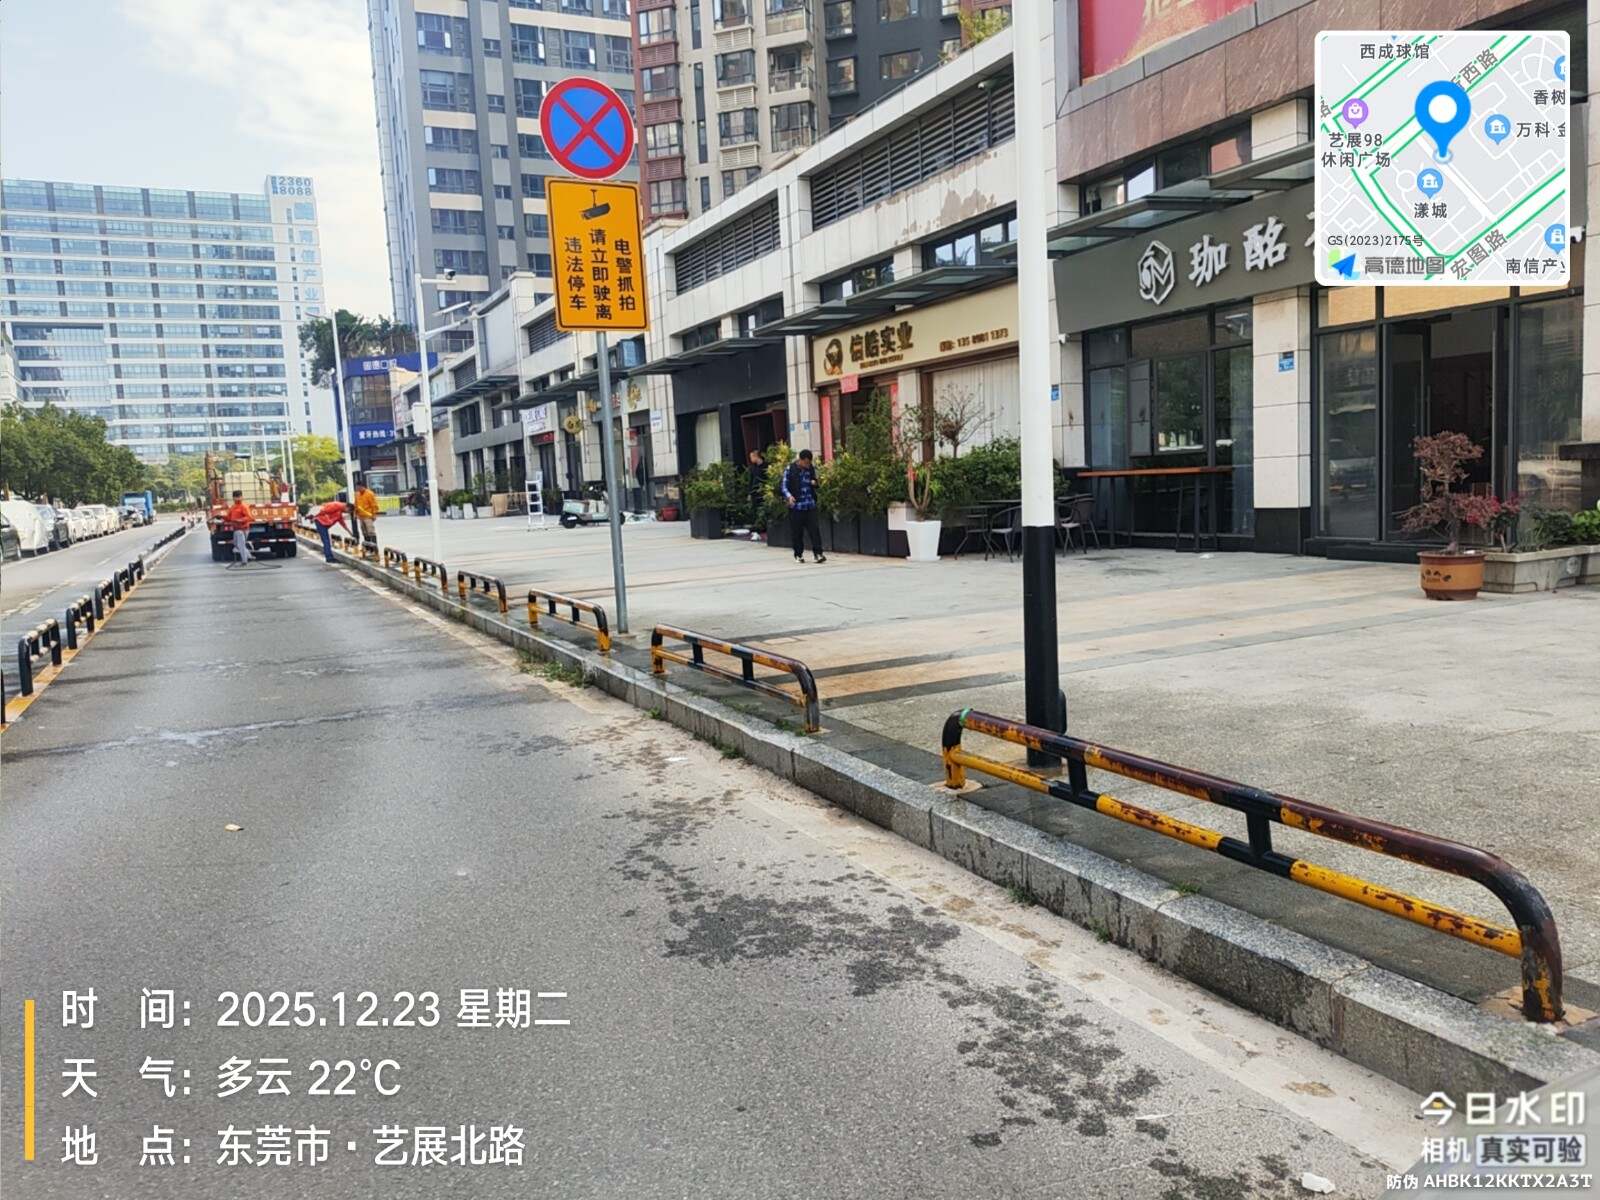 2360
8088
电警抓拍
请立即驶离
违法停车
信皓实业
珈酩
西成球馆
香树
艺展98
休闲广场
万科·金
漾城
GS(2023)2175号
高德地图
宏图路
南信产业
时 间：2025.12.23 星期二
天 气：多云 22℃
地 点：东莞市·艺展北路
今日水印
相机 真实可验
防伪 AHBK12KKTX2A3T